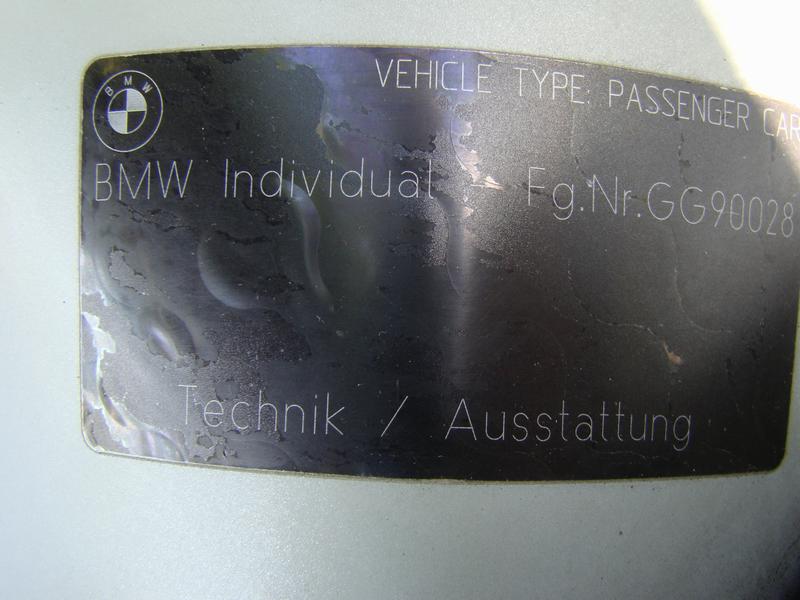 BMW
VEHICLE TYPE: PASSENGER CAR
BMW Individual - Fg.Nr.GG90028
Technik / Ausstattung